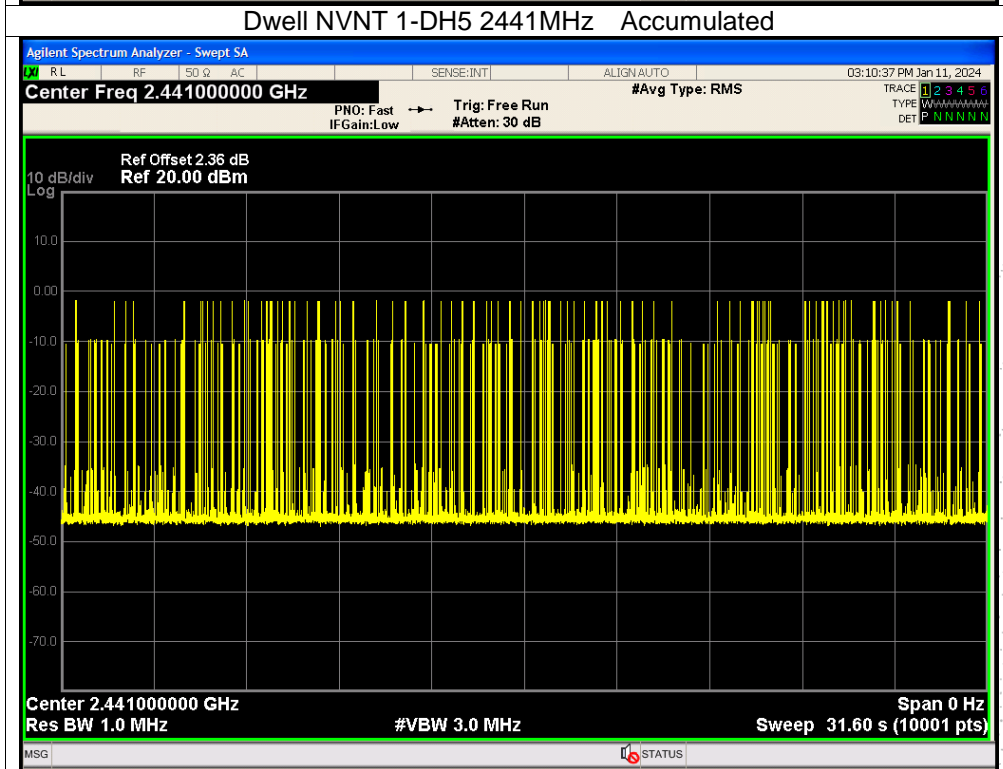 Dwell NVNT 1-DH5 2441MHz Accumulated
Agilent Spectrum Analyzer - Swept SA
LXI RL RF 50 Ω AC SENSE:INT ALIGN AUTO 03:10:37 PM Jan 11, 2024
Center Freq 2.441000000 GHz #Avg Type: RMS TRACE 1 2 3 4 5 6
PNO: Fast Trig: Free Run TYPE WWWWWW
IFGain:Low #Atten: 30 dB DET P N N N N N
Ref Offset 2.36 dB
10 dB/div Ref 20.00 dBm
Log
10.0
0.00
-10.0
-20.0
-30.0
-40.0
-50.0
-60.0
-70.0
Center 2.441000000 GHz Span 0 Hz
Res BW 1.0 MHz #VBW 3.0 MHz Sweep 31.60 s (10001 pts)
MSG STATUS